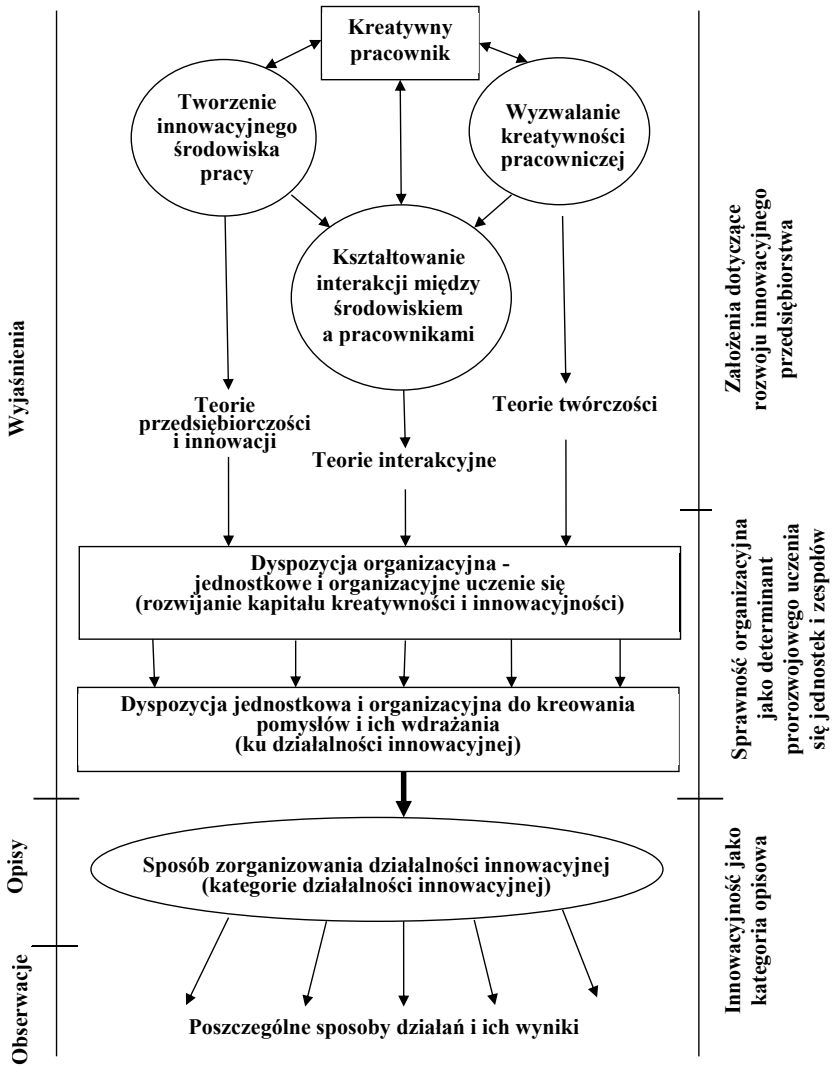 Kreatywny
pracownik
Tworzenie
innowacyjnego
środowiska
pracy
Wyzwalanie
kreatywności
pracowniczej
Kształtowanie
interakcji między
środowiskiem
a pracownikami
Teorie
przedsiębiorczości
i innowacji
Teorie interakcyjne
Teorie twórczości
Dyspozycja organizacyjna -
jednostkowe i organizacyjne uczenie się
(rozwijanie kapitału kreatywności i innowacyjności)
Dyspozycja jednostkowa i organizacyjna do kreowania
pomysłów i ich wdrażania
(ku działalności innowacyjnej)
Sposób zorganizowania działalności innowacyjnej
(kategorie działalności innowacyjnej)
Poszczególne sposoby działań i ich wyniki
Wyjaśnienia
Opisy
Obserwacje
Założenia dotyczące
rozwoju innowacyjnego
przedsiębiorstwa
Sprawność organizacyjna
jako determinant
prorozwojowego uczenia
się jednostek i zespołów
Innowacyjność jako
kategoria opisowa